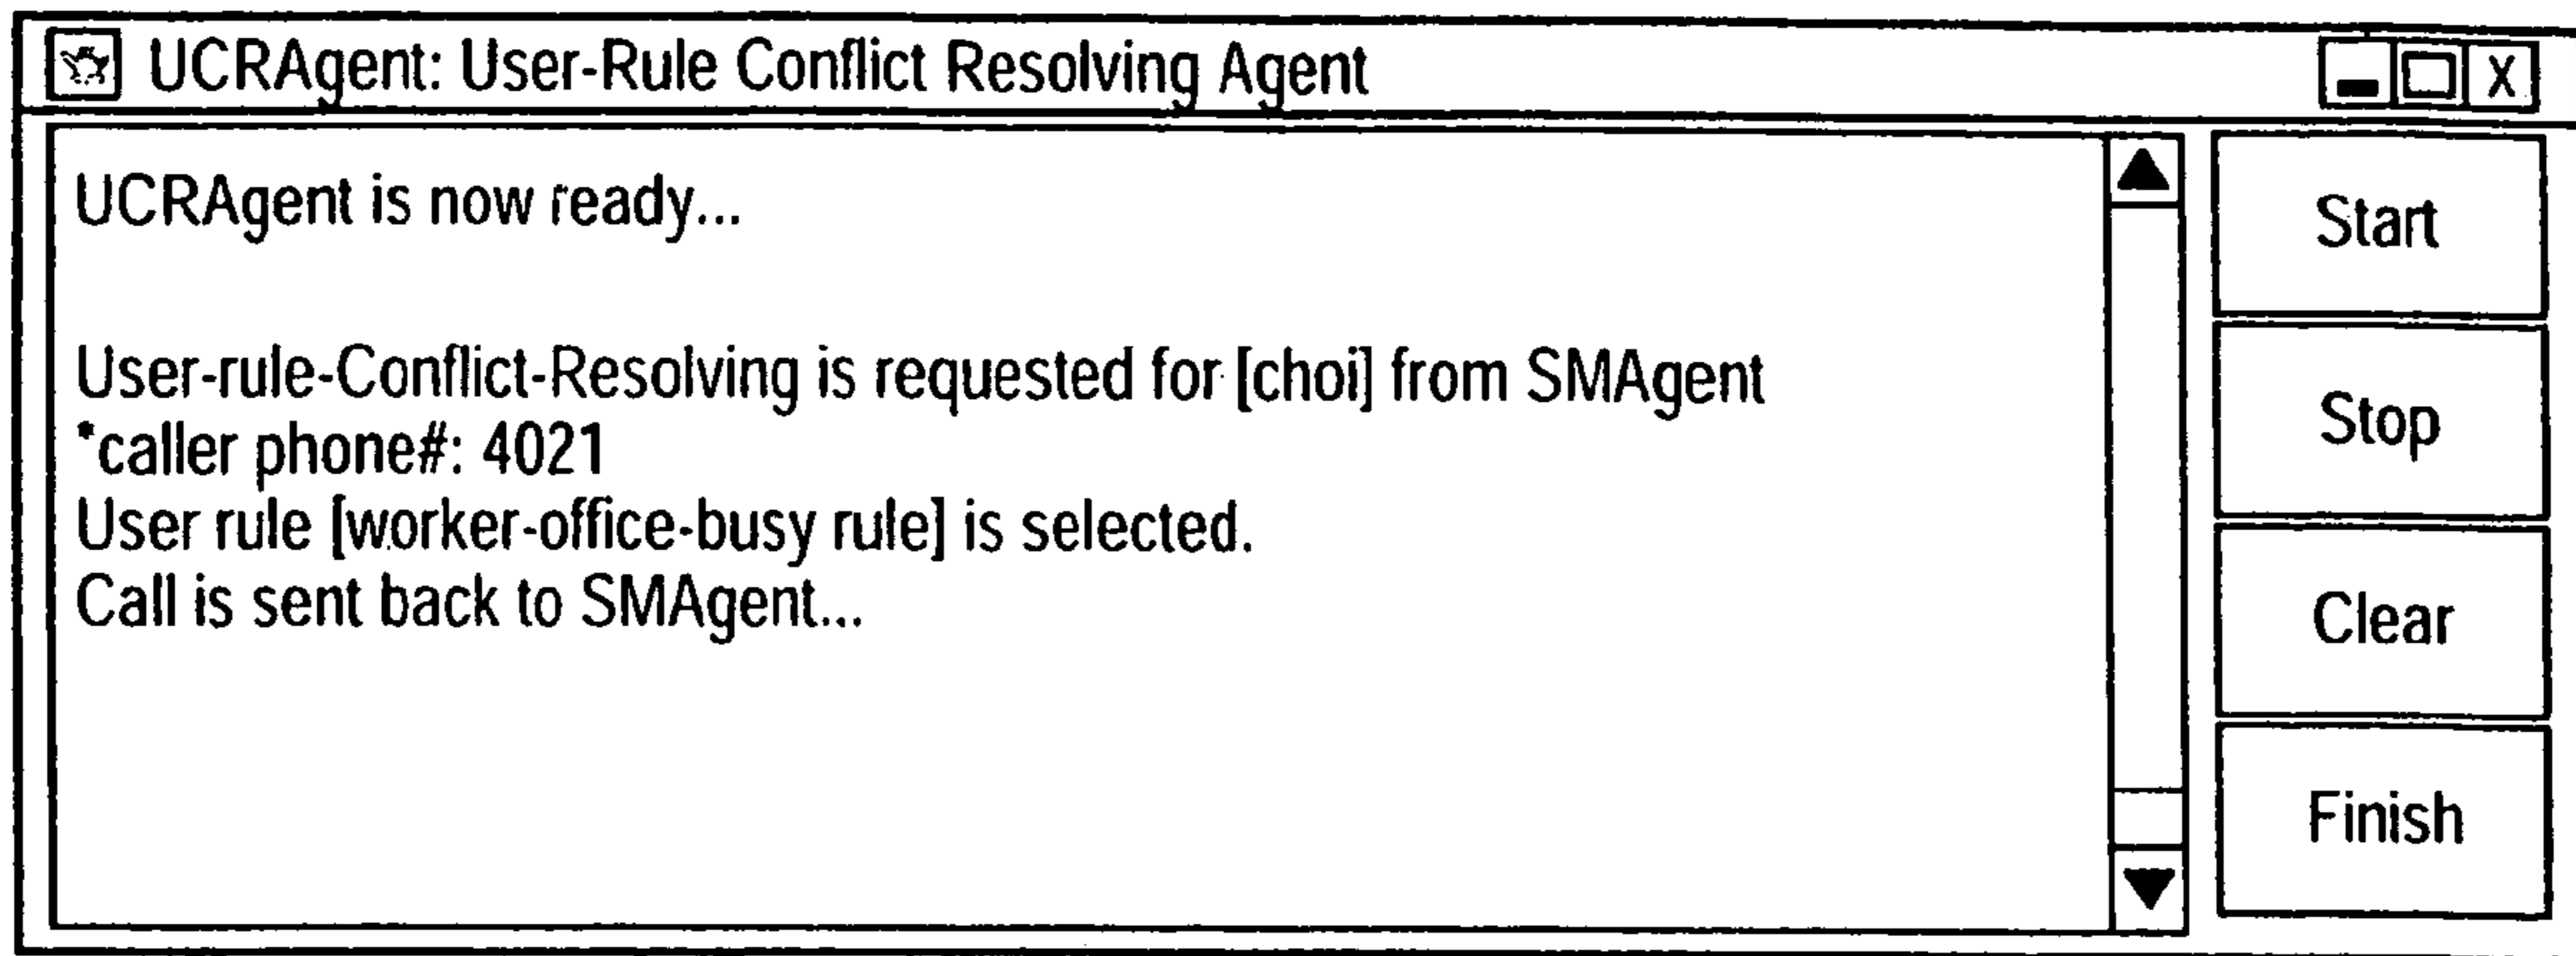 UCRAgent: User-Rule Conflict Resolving Agent
X
UCRAgent is now ready...
User-rule-Conflict-Resolving is requested for [choi] from SMAgent
*caller phone#: 4021
User rule [worker-office-busy rule] is selected.
Call is sent back to SMAgent...
Start
Stop
Clear
Finish